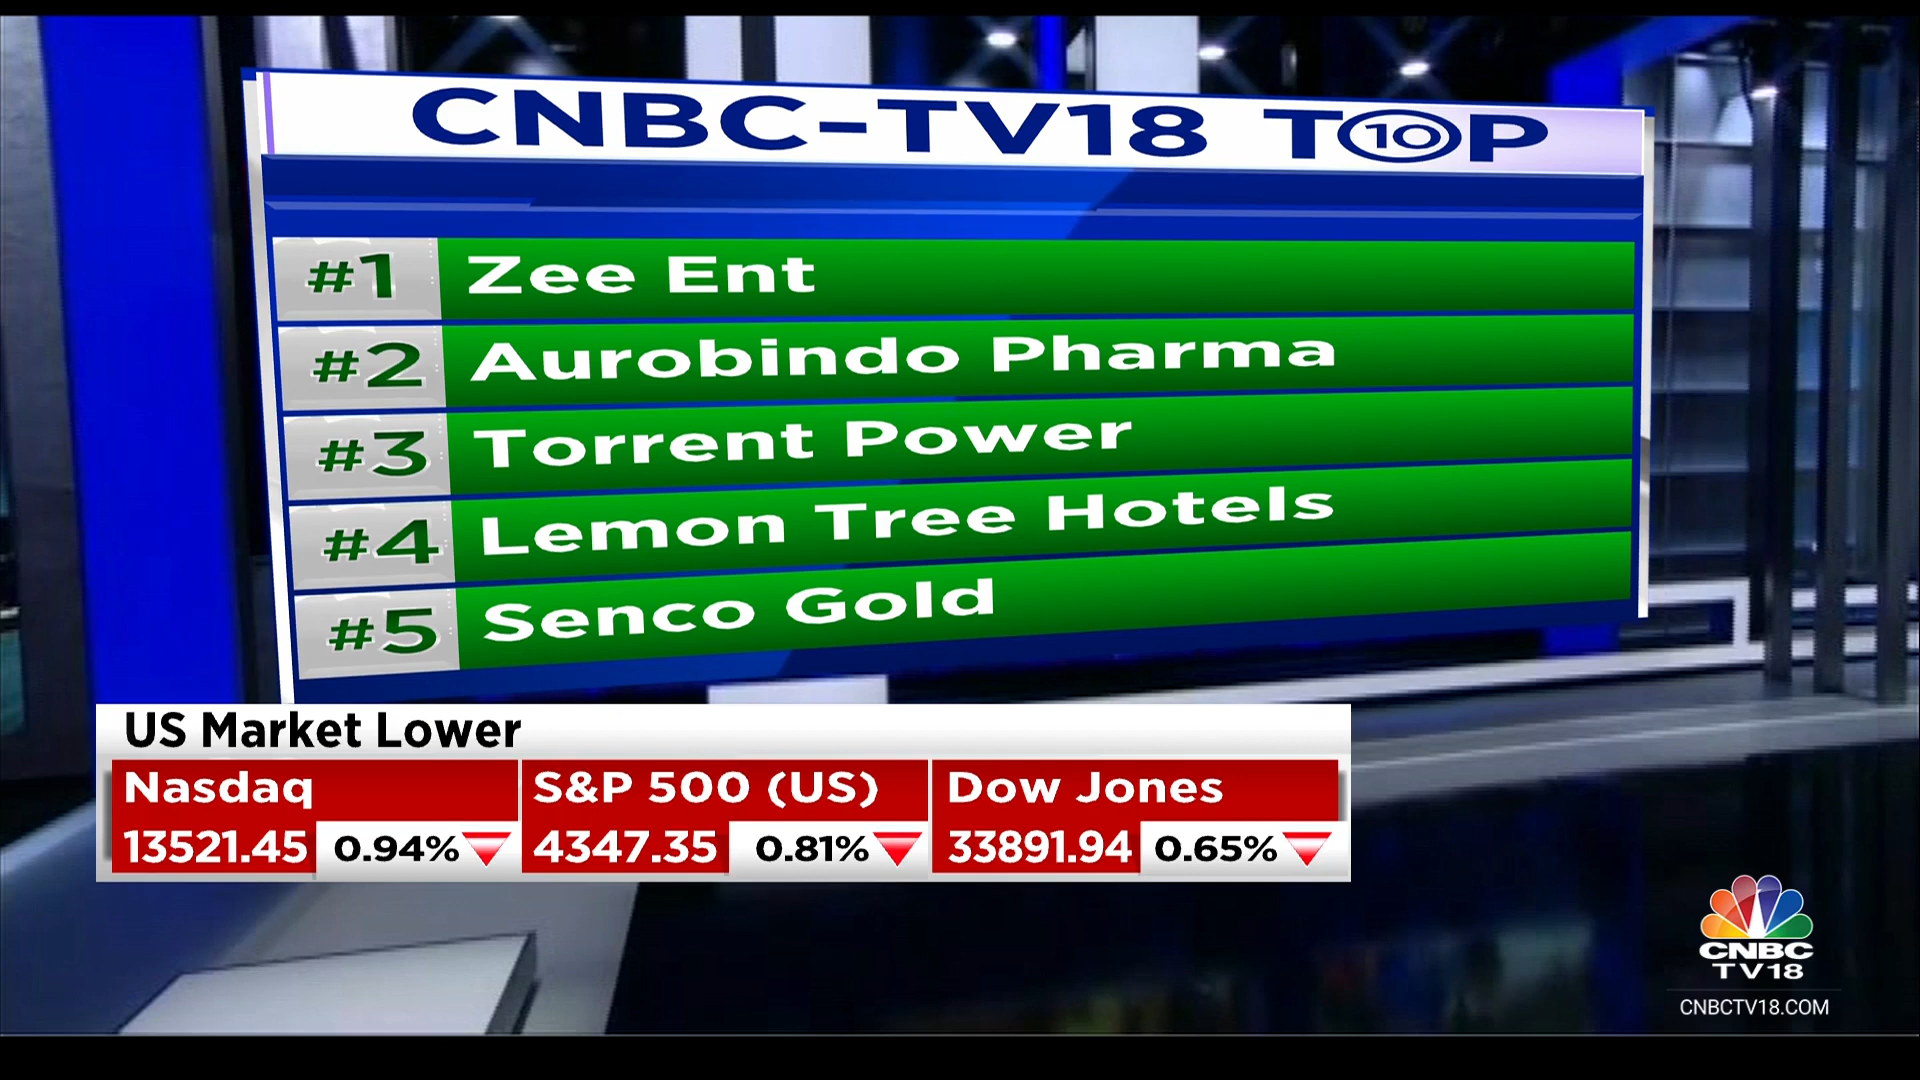 CNBC-TV18 TOP
10
#1 Zee Ent
#2 Aurobindo Pharma
#3 Torrent Power
#4 Lemon Tree Hotels
#5 Senco Gold
US Market Lower
Nasdaq S&P 500 (US) Dow Jones
13521.45 0.94% 4347.35 0.81% 33891.94 0.65%
CNBC
TV18
CNBCTV18.COM